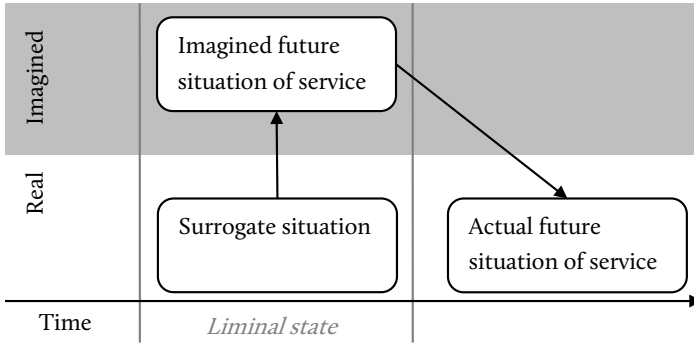 Imagined
Imagined future
situation of service
Real
Surrogate situation
Actual future
situation of service
Time
Liminal state